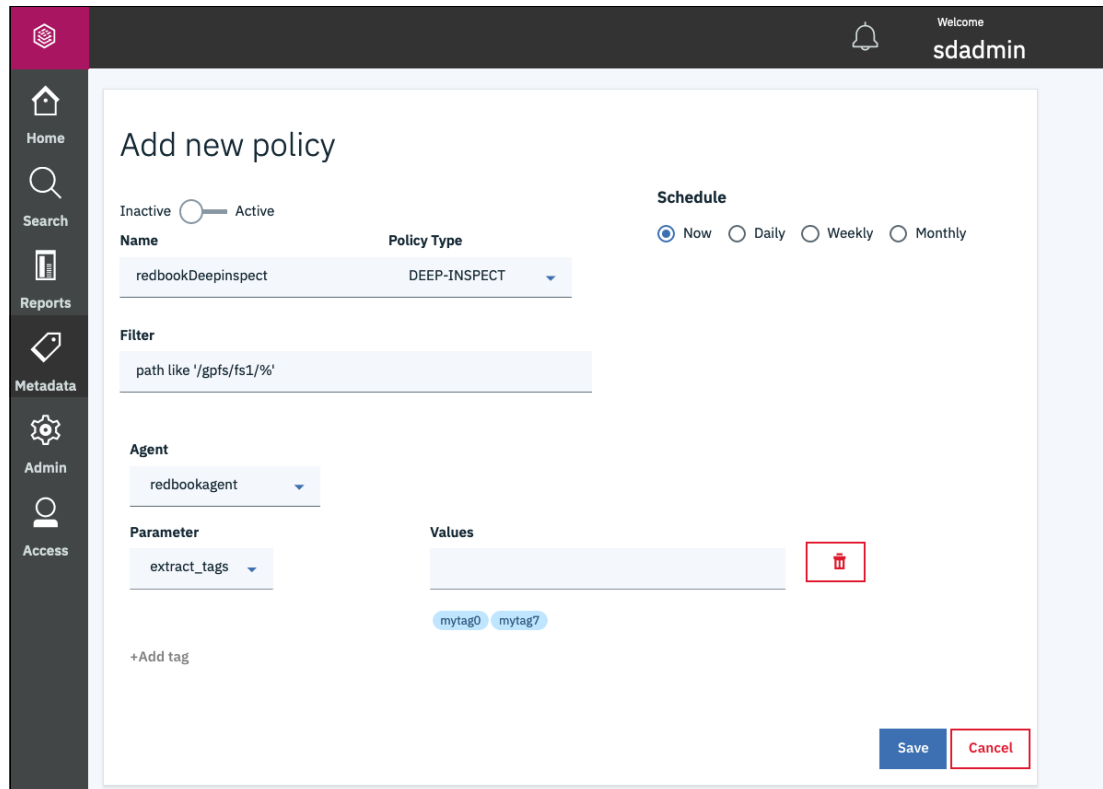 Welcome
sdadmin
Home
Search
Reports
Metadata
Admin
Access
Add new policy
Inactive Active
Name Policy Type
redbookDeepinspect DEEP-INSPECT
Schedule
Now Daily Weekly Monthly
Filter
path like '/gpfs/fs1/%'
Agent
redbookagent
Parameter Values
extract_tags
mytag0 mytag7
+Add tag
Save Cancel